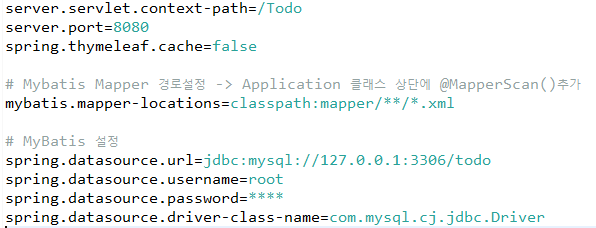 server.servlet.context-path=/Todo
server.port=8080
spring.thymeleaf.cache=false
# Mybatis Mapper 경로설정 -> Application 클래스 상단에 @MapperScan()추가
mybatis.mapper-locations=classpath:mapper/**/*.xml
# MyBatis 설정
spring.datasource.url=jdbc:mysql://127.0.0.1:3306/todo
spring.datasource.username=root
spring.datasource.password=****
spring.datasource.driver-class-name=com.mysql.cj.jdbc.Driver